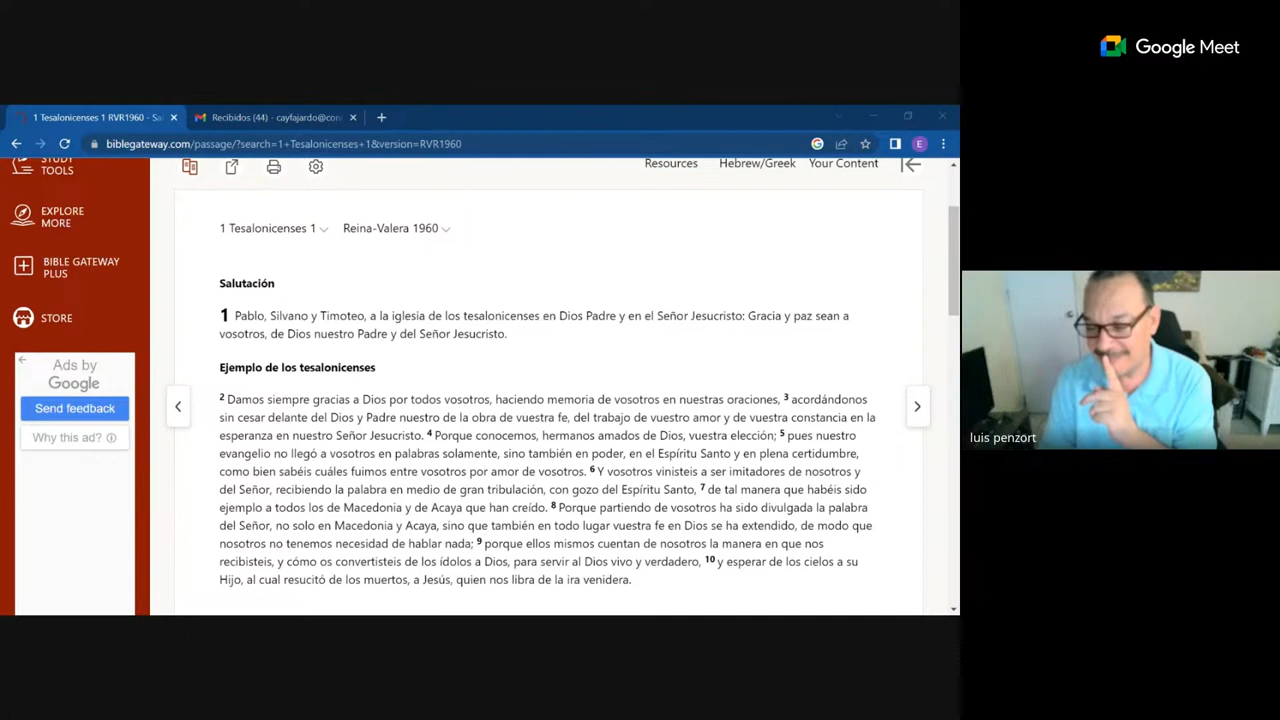 Google Meet
1 Tesalonicenses 1 RVR1960 - Sa
Recibidos (44) - cayfajardo@con
biblegateway.com/passage/?search=1+Tesalonicenses+1&version=RVR1960
E
STUDY
TOOLS
EXPLORE
MORE
BIBLE GATEWAY
PLUS
STORE
Ads by
Google
Send feedback
Why this ad?
Resources Hebrew/Greek Your Content
1 Tesalonicenses 1 Reina-Valera 1960
Salutación
1 Pablo, Silvano y Timoteo, a la iglesia de los tesalonicenses en Dios Padre y en el Señor Jesucristo: Gracia y paz sean a
vosotros, de Dios nuestro Padre y del Señor Jesucristo.
Ejemplo de los tesalonicenses
2 Damos siempre gracias a Dios por todos vosotros, haciendo memoria de vosotros en nuestras oraciones, 3 acordándonos
sin cesar delante del Dios y Padre nuestro de la obra de vuestra fe, del trabajo de vuestro amor y de vuestra constancia en la
esperanza en nuestro Señor Jesucristo. 4 Porque conocemos, hermanos amados de Dios, vuestra elección; 5 pues nuestro
evangelio no llegó a vosotros en palabras solamente, sino también en poder, en el Espíritu Santo y en plena certidumbre,
como bien sabéis cuáles fuimos entre vosotros por amor de vosotros. 6 Y vosotros vinisteis a ser imitadores de nosotros y
del Señor, recibiendo la palabra en medio de gran tribulación, con gozo del Espíritu Santo, 7 de tal manera que habéis sido
ejemplo a todos los de Macedonia y de Acaya que han creído. 8 Porque partiendo de vosotros ha sido divulgada la palabra
del Señor, no solo en Macedonia y Acaya, sino que también en todo lugar vuestra fe en Dios se ha extendido, de modo que
nosotros no tenemos necesidad de hablar nada; 9 porque ellos mismos cuentan de nosotros la manera en que nos
recibisteis, y cómo os convertisteis de los ídolos a Dios, para servir al Dios vivo y verdadero, 10 y esperar de los cielos a su
Hijo, al cual resucitó de los muertos, a Jesús, quien nos libra de la ira venidera.
luis penzort